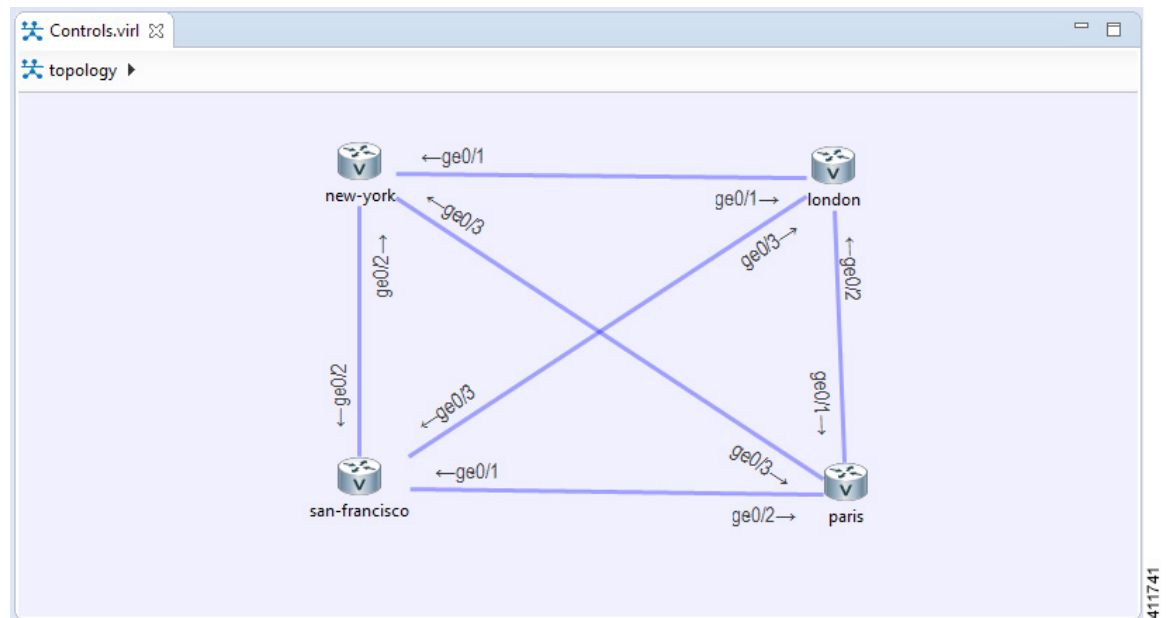 Controls.virl
topology
←ge0/1
new-york
ge0/1→
london
←ge0/3
ge0/2→
ge0/3→
←ge0/2
←ge0/2
←ge0/3
ge0/1→
←ge0/1
ge0/3→
san-francisco
ge0/2→
paris
411741